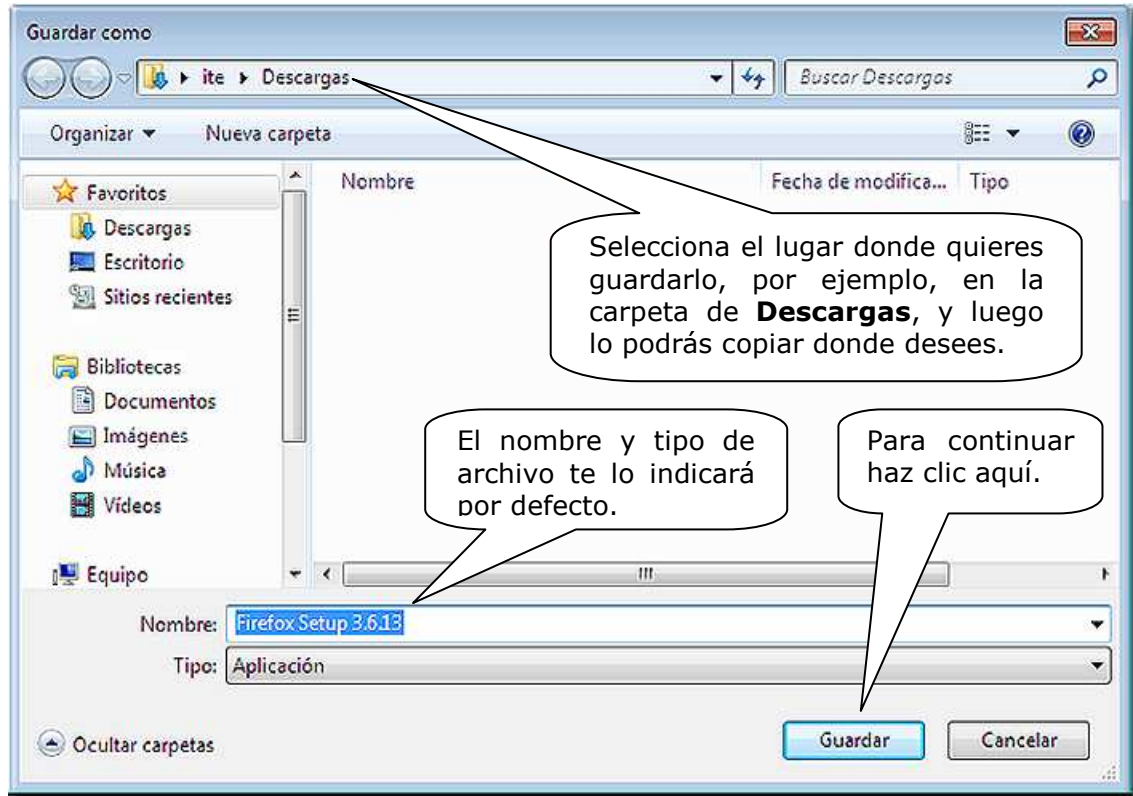 Guardar como
ite Descargas
Buscar Descargas
Organizar Nueva carpeta
Nombre Fecha de modifica... Tipo
Favoritos
Descargas
Escritorio
Sitios recientes
Bibliotecas
Documentos
Imágenes
Música
Vídeos
Equipo
Selecciona el lugar donde quieres
guardarlo, por ejemplo, en la
carpeta de Descargas, y luego
lo podrás copiar donde desees.
El nombre y tipo de
archivo te lo indicará
por defecto.
Para continuar
haz clic aquí.
Nombre: Firefox Setup 3.6.13
Tipo: Aplicación
Ocultar carpetas
Guardar Cancelar